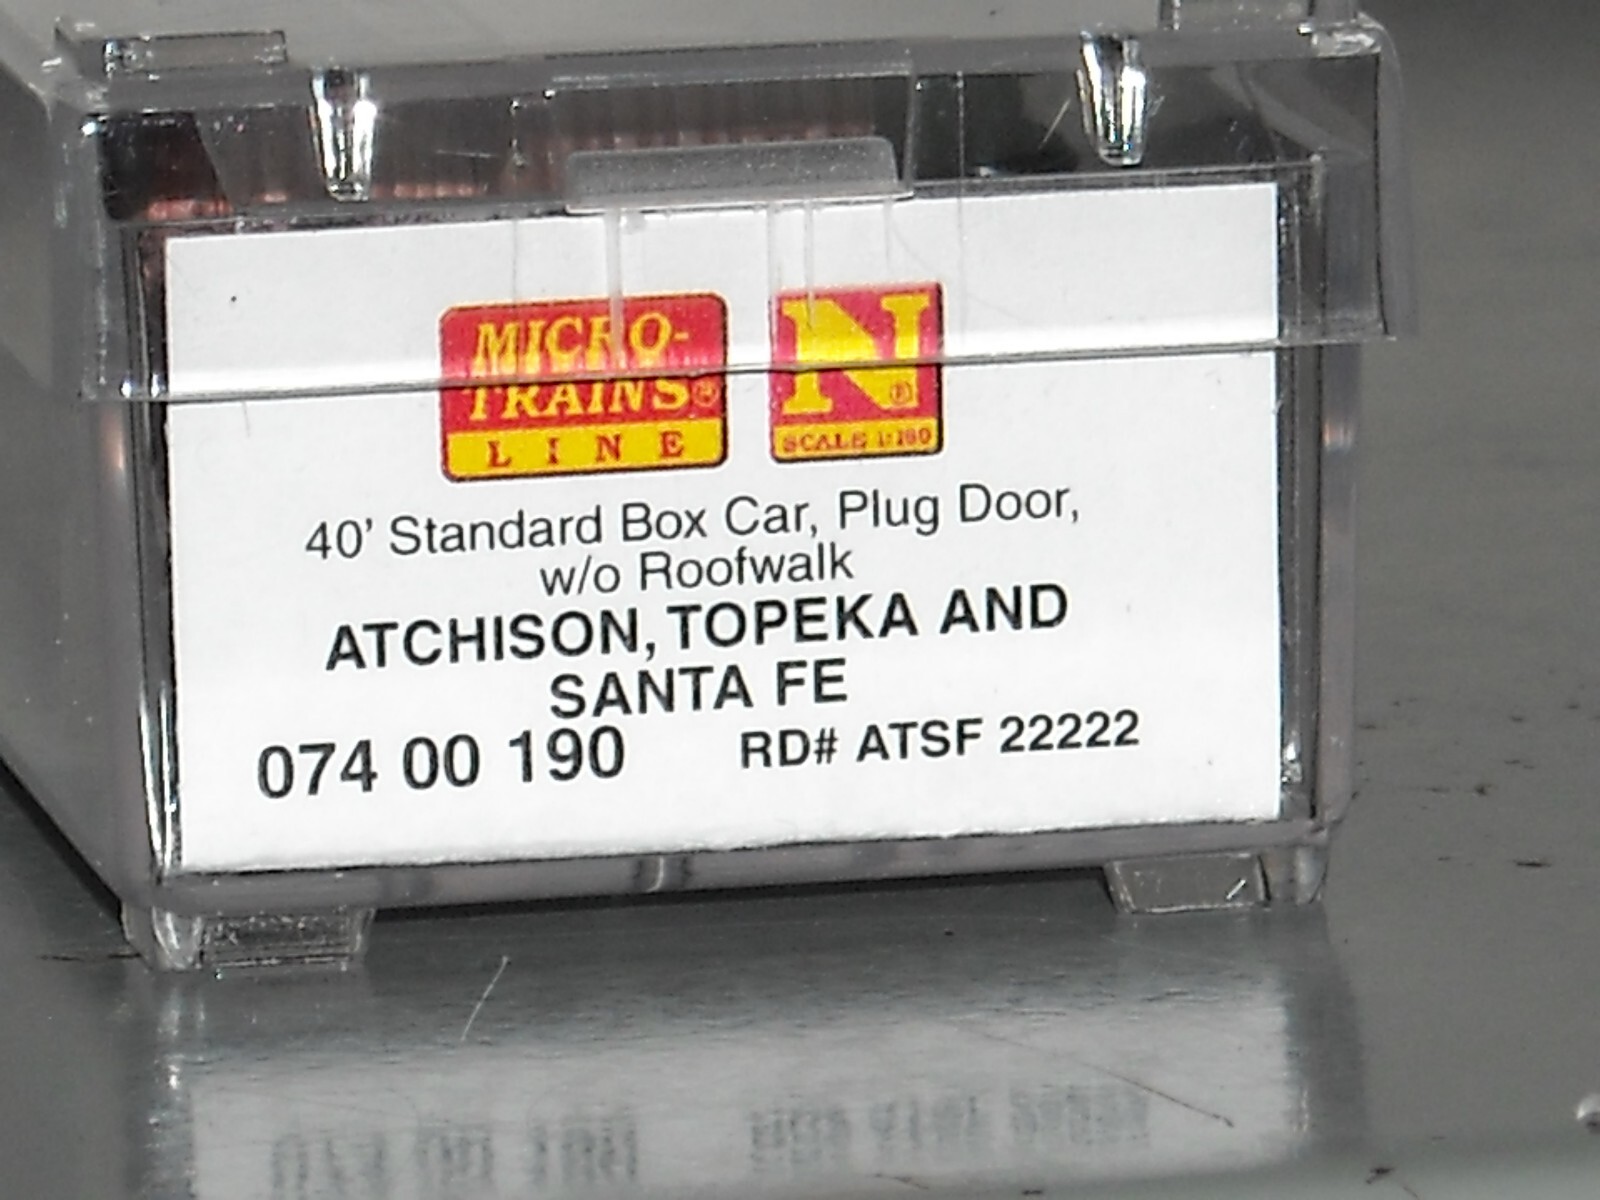 MICRO-
TRAINS®
LINE
N®
SCALE 1:160
40' Standard Box Car, Plug Door,
w/o Roofwalk
ATCHISON, TOPEKA AND
SANTA FE
074 00 190 RD# ATSF 22222